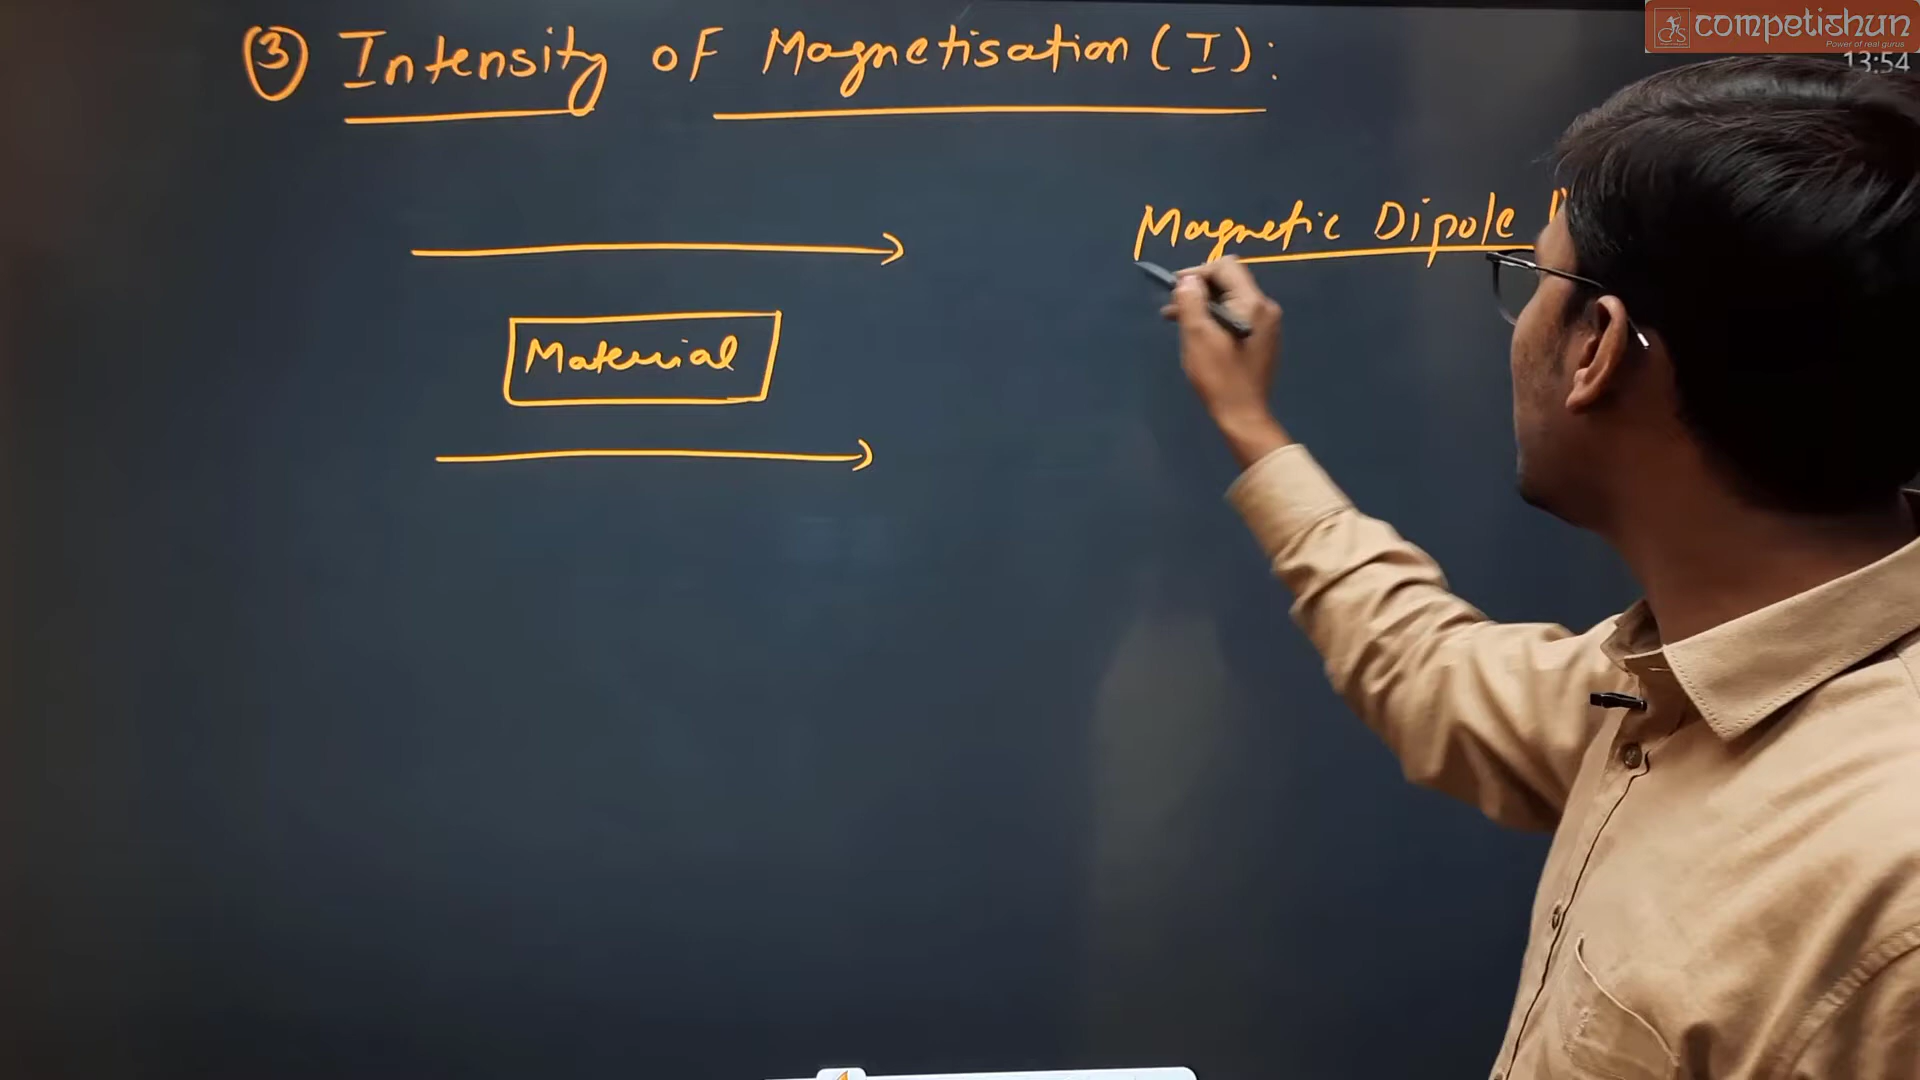 ③ Intensity of Magnetisation (I):
competishun
Power of real gurus
13:54
Magnetic Dipole
Material